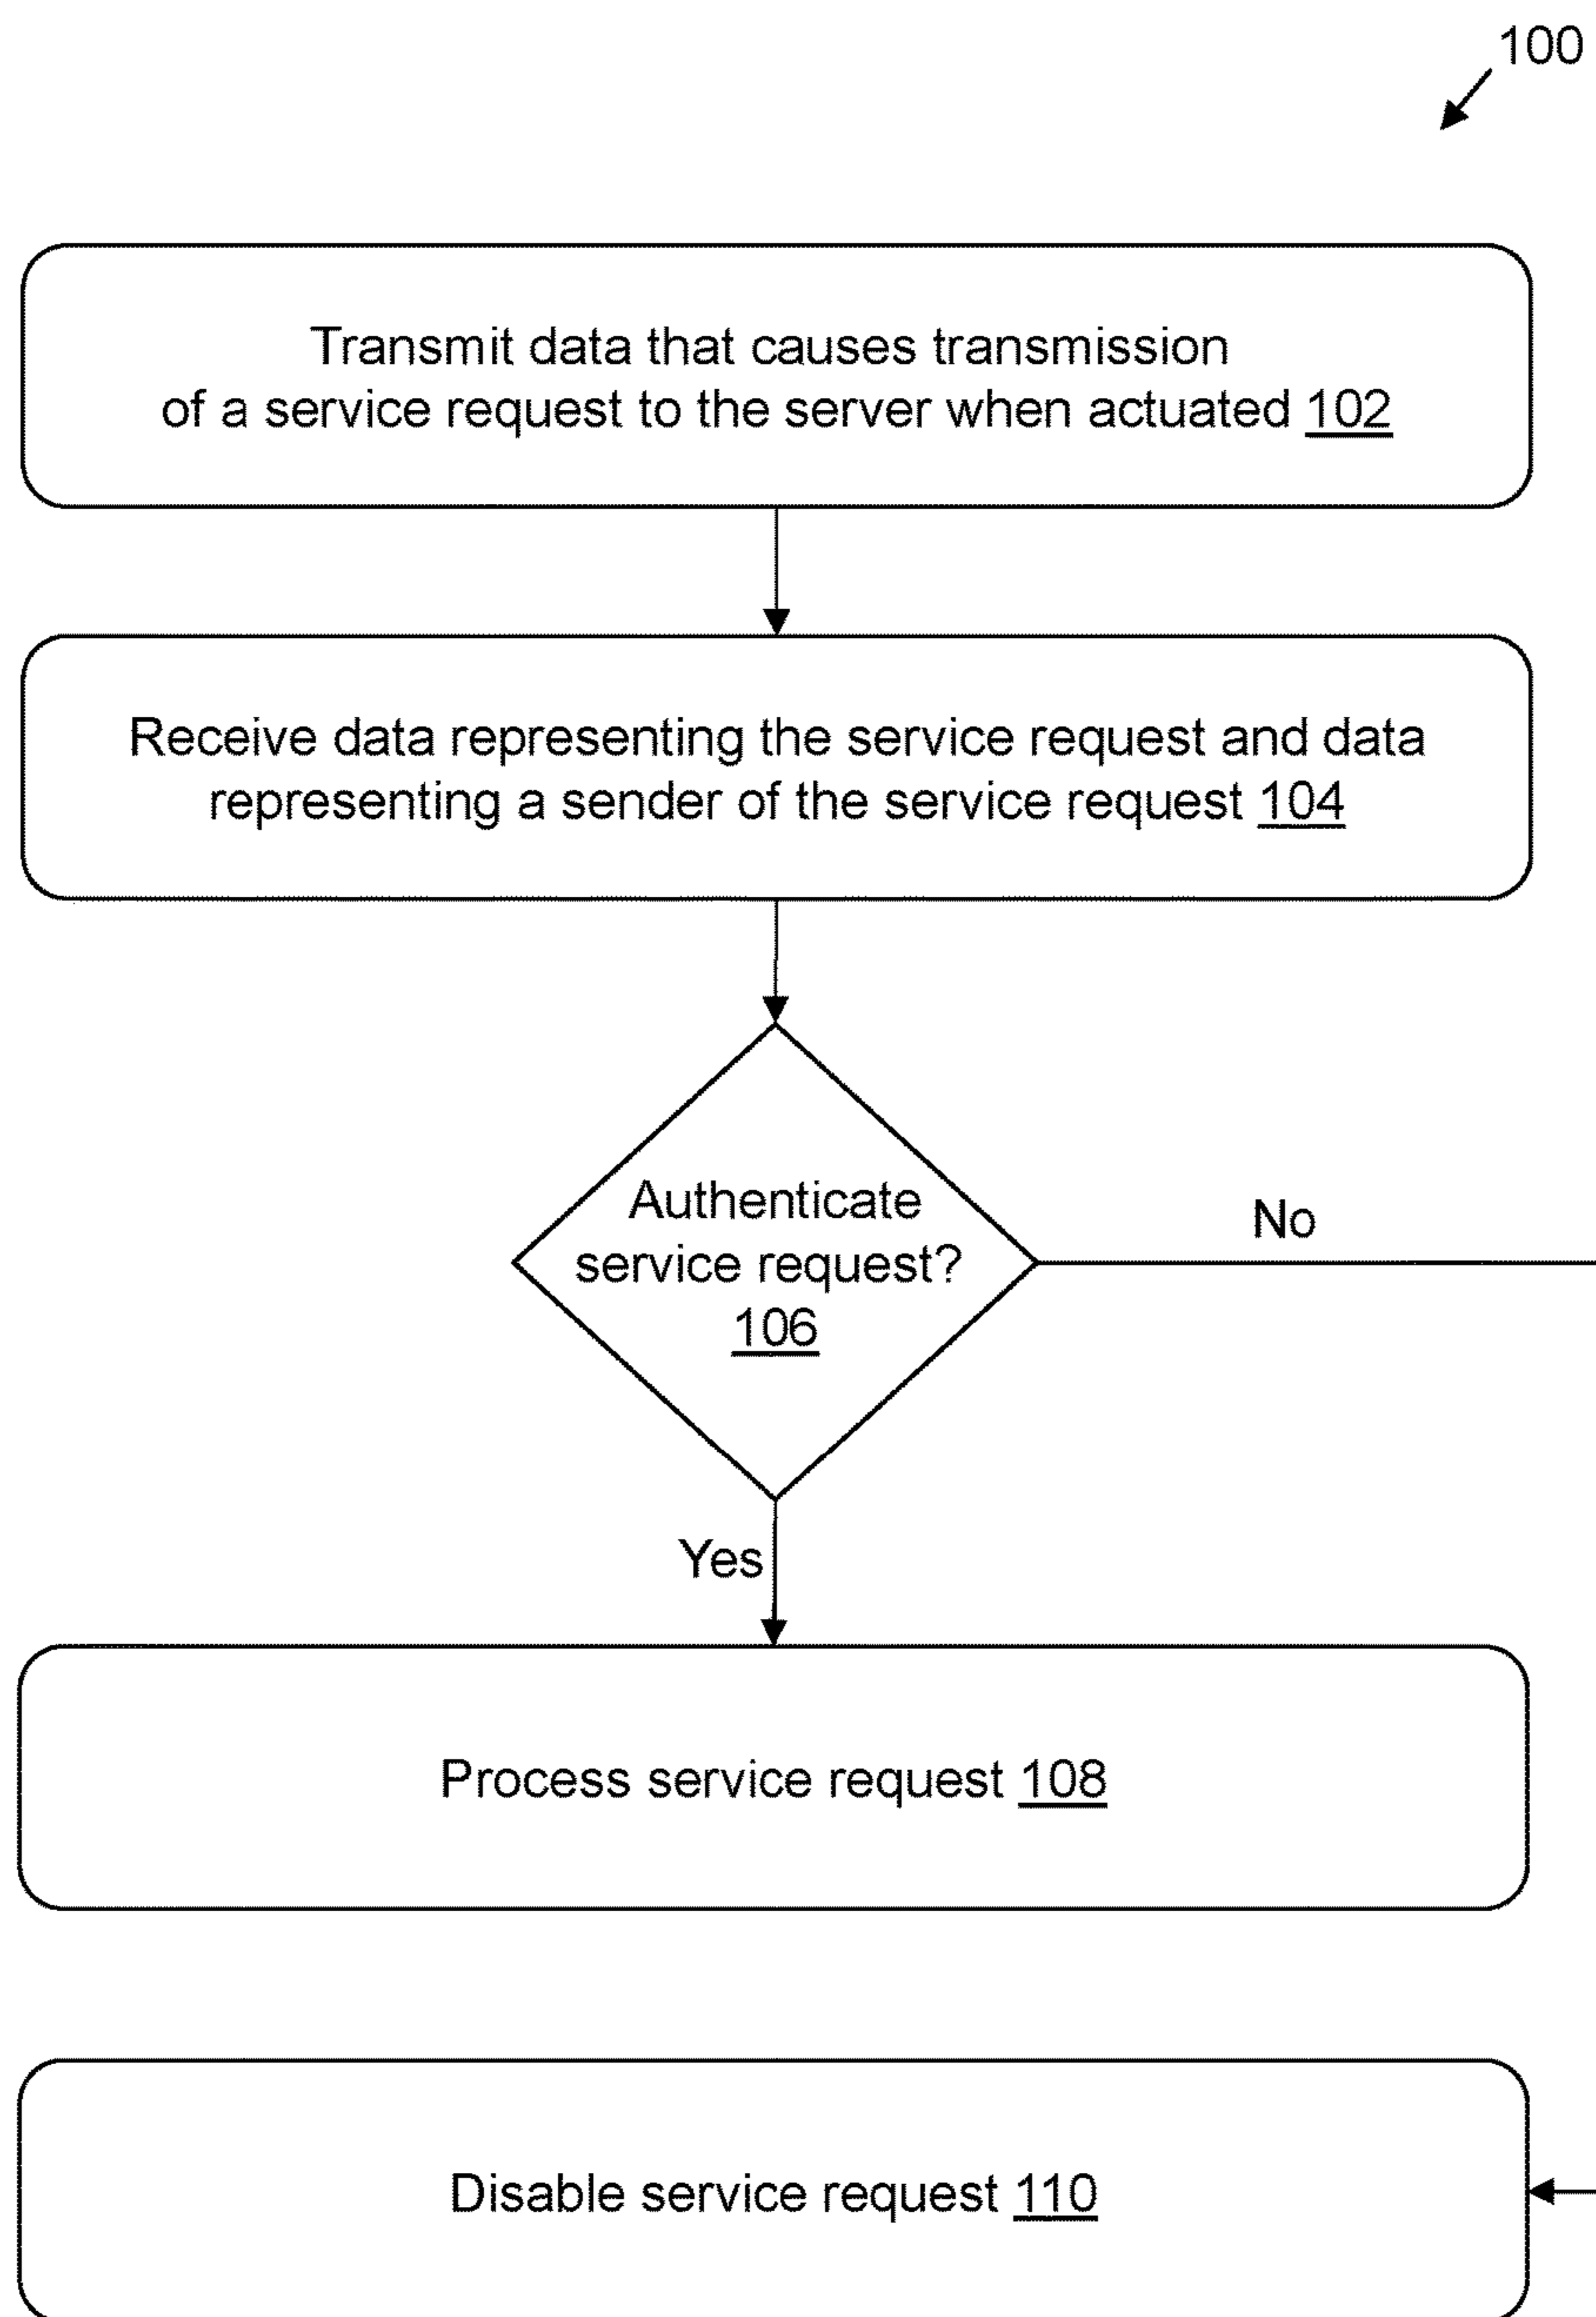 100
Transmit data that causes transmission
of a service request to the server when actuated 102
Receive data representing the service request and data
representing a sender of the service request 104
Authenticate
service request?
106
No
Yes
Process service request 108
Disable service request 110